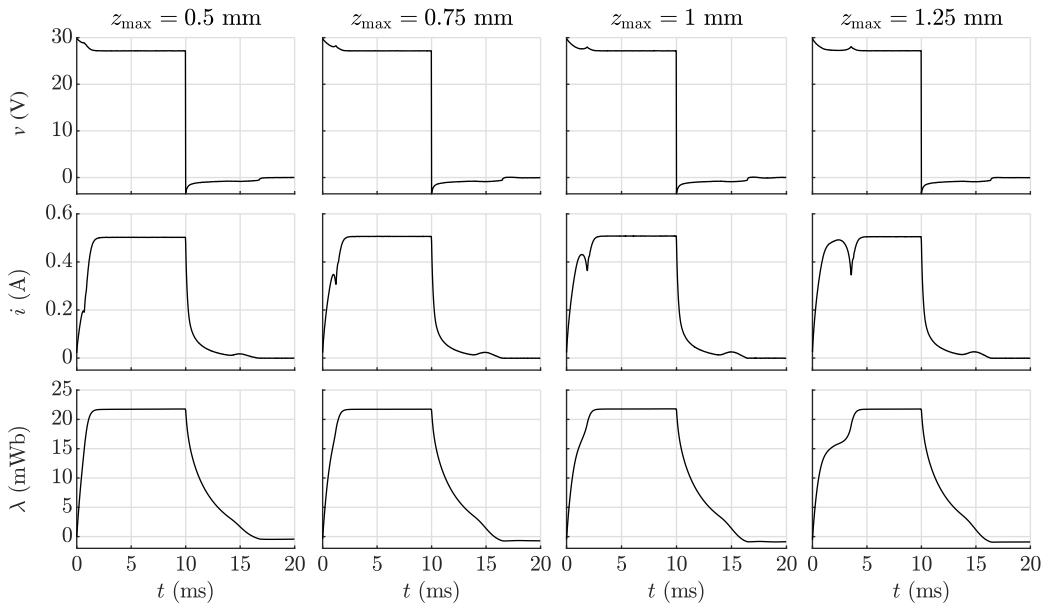 z_max = 0.5 mm z_max = 0.75 mm z_max = 1 mm z_max = 1.25 mm
30
20
10
0
v (V)
0.6
0.4
0.2
0
i (A)
25
20
15
10
5
0
λ (mWb)
0 5 10 15 20 0 5 10 15 20 0 5 10 15 20 0 5 10 15 20
t (ms) t (ms) t (ms) t (ms)